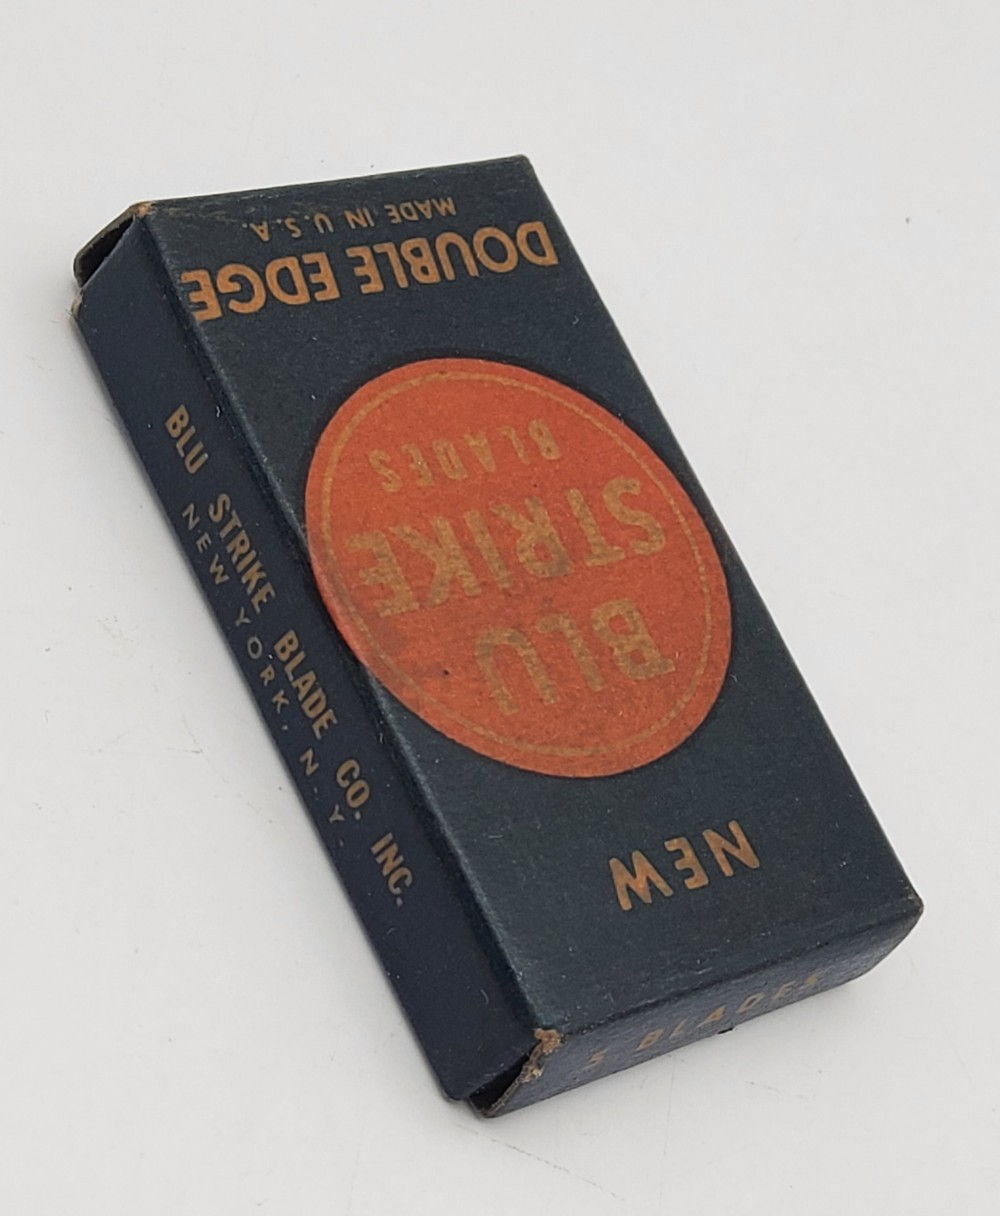 NEW
BLU
STRIKE
BLADES
DOUBLE EDGE
MADE IN U.S.A.
BLU STRIKE BLADE CO. INC.
NEW YORK, N.Y.
5 BLADES